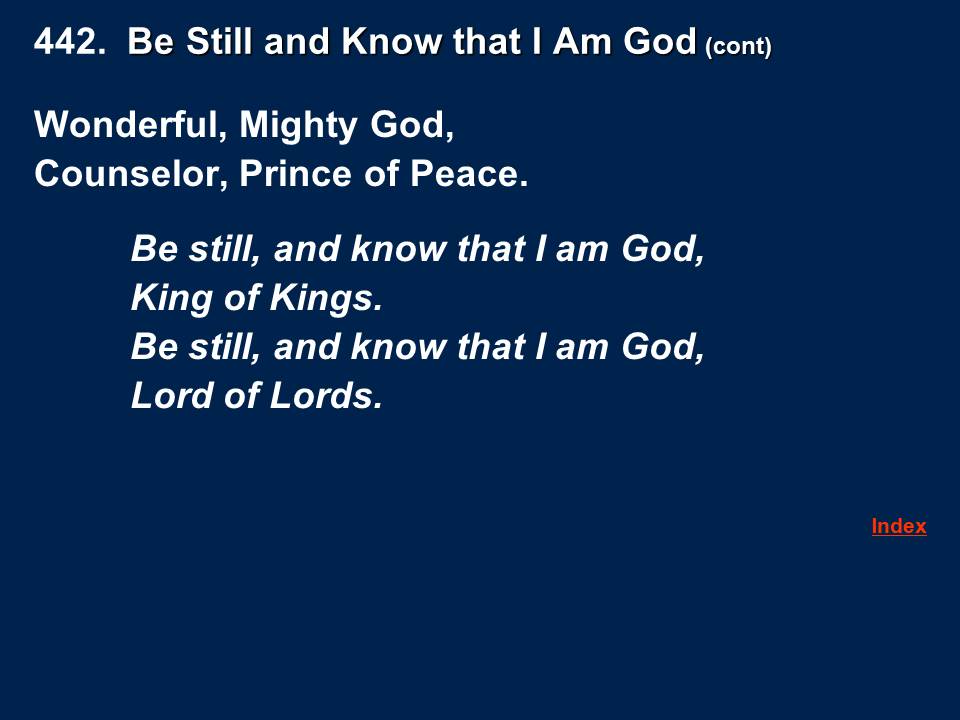 442.  Be Still and Know that I Am God (cont)
Wonderful, Mighty God,
Counselor, Prince of Peace.
Be still, and know that I am God,
King of Kings.
Be still, and know that I am God,
Lord of Lords.
Index